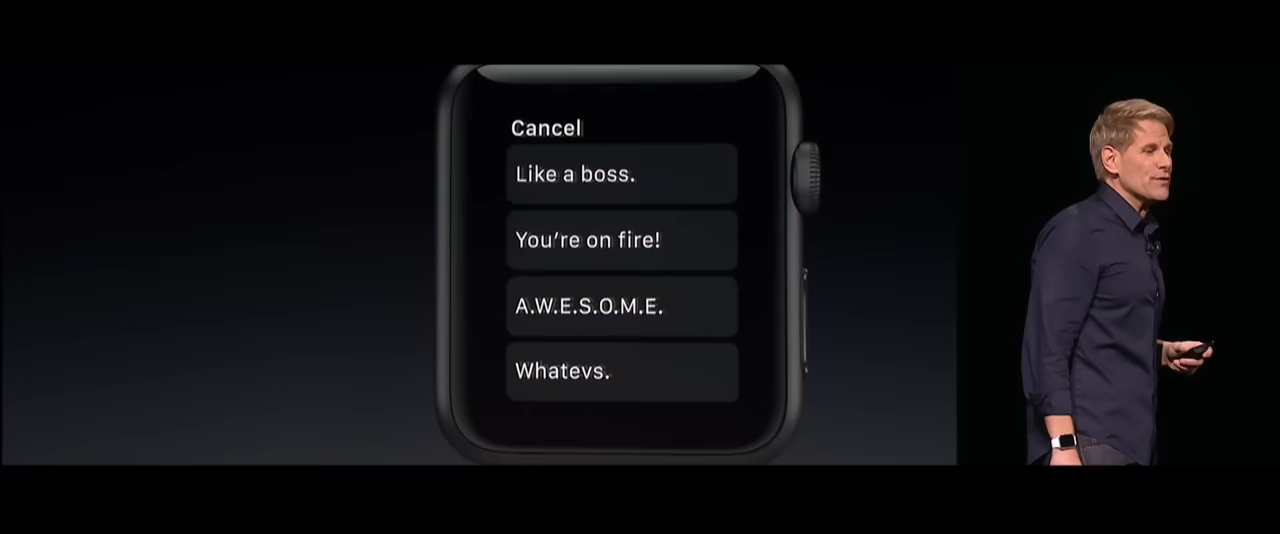 Cancel
Like a boss.
You're on fire!
A.W.E.S.O.M.E.
Whatevs.